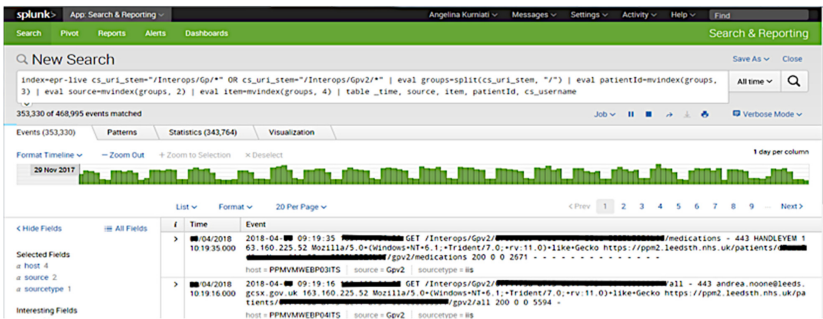 splunk> App: Search & Reporting Angelina Kurniati Messages Settings Activity Help Find
Search Pivot Reports Alerts Dashboards Search & Reporting
New Search Save As Close
index=epr-live cs_uri_stem="/Interops/Gp/*" OR cs_uri_stem="/Interops/Gpv2/*" | eval groups=split(cs_uri_stem, "/") | eval patientId=mvindex(groups,
3) | eval source=mvindex(groups, 2) | eval item=mvindex(groups, 4) | table _time, source, item, patientId, cs_username
All time
353,330 of 468,995 events matched Job Verbose Mode
Events (353,330) Patterns Statistics (343,764) Visualization
Format Timeline — Zoom Out + Zoom to Selection × Deselect 1 day per column
29 Nov 2017
List Format 20 Per Page < Prev 1 2 3 4 5 6 7 8 9 ... Next >
< Hide Fields All Fields i Time Event
Selected Fields
a host 4
a source 2
a sourcetype 1
Interesting Fields
> /04/2018 2018-04- 09:19:35 GET /Interops/Gpv2/ /medications - 443 HANDLEYEM 1
10:19:35.000 63.160.225.52 Mozilla/5.0+(Windows+NT+6.1;+Trident/7.0;+rv:11.0)+like+Gecko https://ppm2.leedsth.nhs.uk/patients/
/gpv2/medications 200 0 0 2671 - - - - - - - - - - - - - -
host = PPMVMWEBP03ITS source = Gpv2 sourcetype = iis
> /04/2018 2018-04- 09:19:16 GET /Interops/Gpv2/ /all - 443 andrea.noone@leeds.
10:19:16.000 gcsx.gov.uk 163.160.225.52 Mozilla/5.0+(Windows+NT+6.1;+Trident/7.0;+rv:11.0)+like+Gecko https://ppm2.leedsth.nhs.uk/pa
tients/ /gpv2/all 200 0 0 5594 -
host = PPMVMWEBP04ITS source = Gpv2 sourcetype = iis